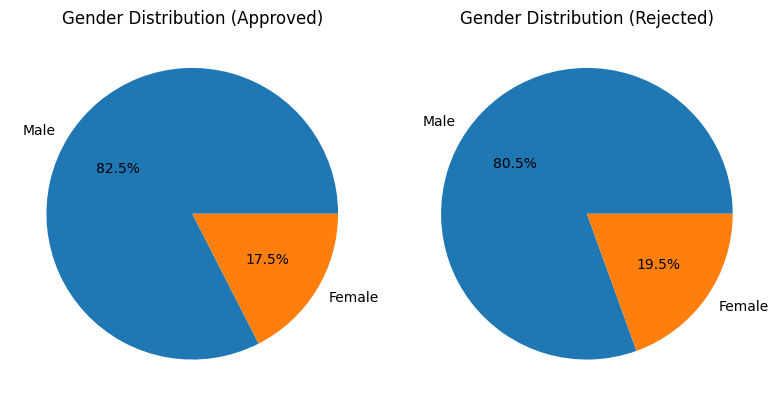 Gender Distribution (Approved)
Male
82.5%
17.5%
Female
Gender Distribution (Rejected)
Male
80.5%
19.5%
Female